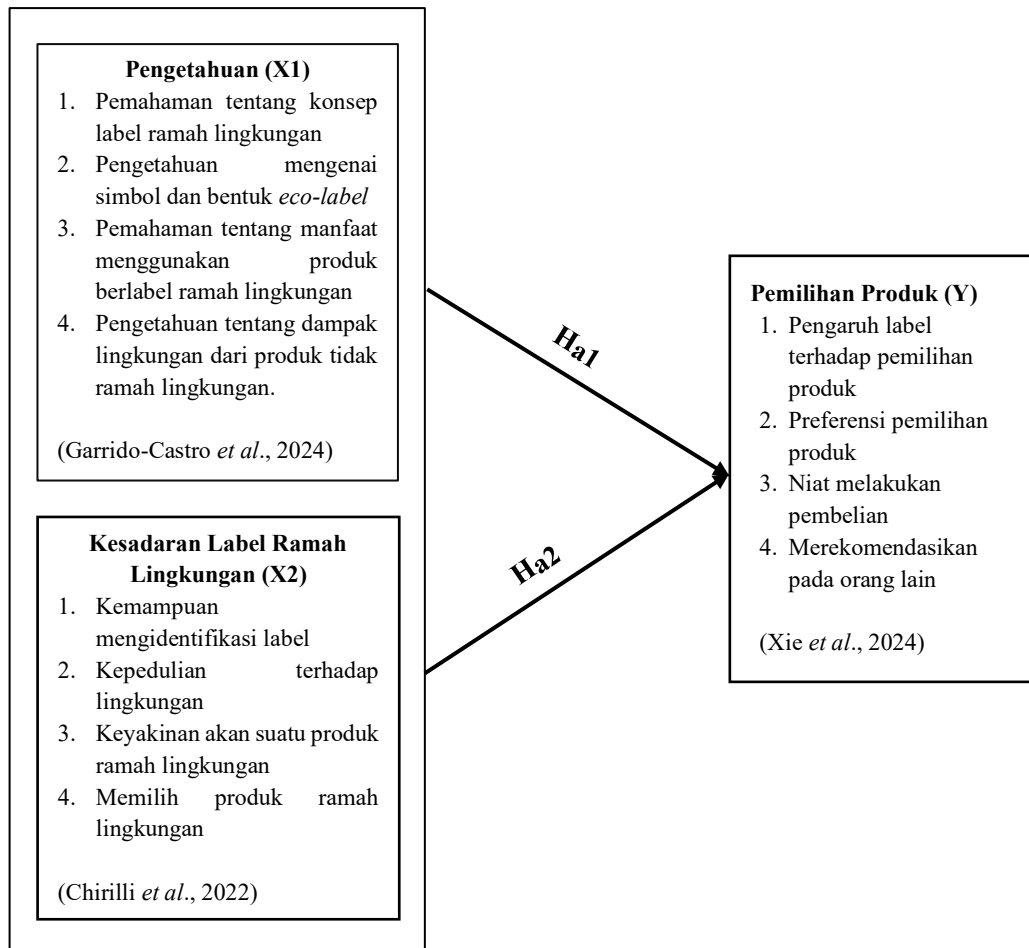 Pengetahuan (X1)
1. Pemahaman tentang konsep
label ramah lingkungan
2. Pengetahuan mengenai
simbol dan bentuk eco-label
3. Pemahaman tentang manfaat
menggunakan produk
berlabel ramah lingkungan
4. Pengetahuan tentang dampak
lingkungan dari produk tidak
ramah lingkungan.
(Garrido-Castro et al., 2024)
Kesadaran Label Ramah
Lingkungan (X2)
1. Kemampuan
mengidentifikasi label
2. Kepedulian terhadap
lingkungan
3. Keyakinan akan suatu produk
ramah lingkungan
4. Memilih produk ramah
lingkungan
(Chirilli et al., 2022)
Ha1
Ha2
Pemilihan Produk (Y)
1. Pengaruh label
terhadap pemilihan
produk
2. Preferensi pemilihan
produk
3. Niat melakukan
pembelian
4. Merekomendasikan
pada orang lain
(Xie et al., 2024)